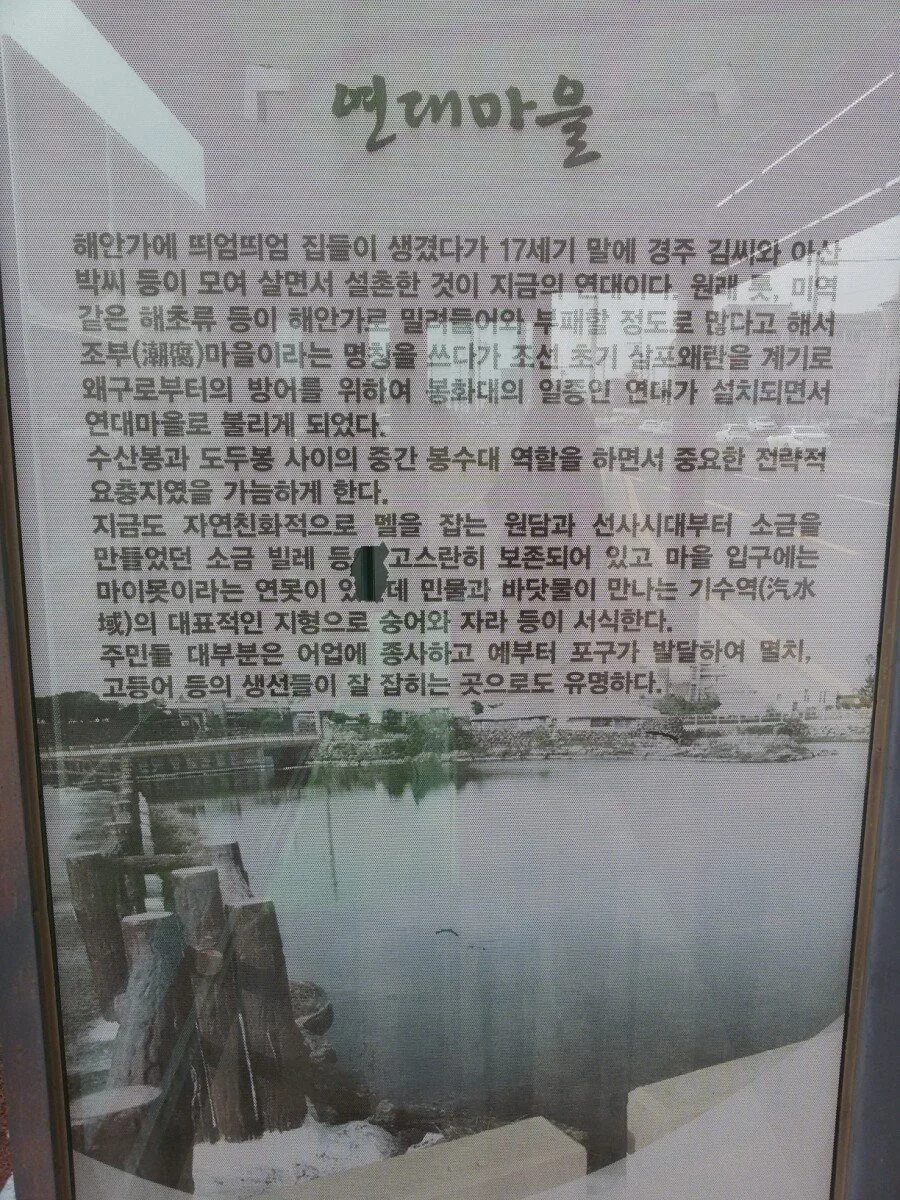 연대마을
해안가에 띄엄띄엄 집들이 생겼다가 17세기 말에 경주 김씨와 아산
박씨 등이 모여 살면서 설촌한 것이 지금의 연대이다. 원래 톳, 미역
같은 해초류 등이 해안가로 밀려들어와 부패할 정도로 많다고 해서
조부(潮腐)마을이라는 명칭을 쓰다가 조선 초기 삼포왜란을 계기로
왜구로부터의 방어를 위하여 봉화대의 일종인 연대가 설치되면서
연대마을로 불리게 되었다.
수산봉과 도두봉 사이의 중간 봉수대 역할을 하면서 중요한 전략적
요충지였을 가늠하게 한다.
지금도 자연친화적으로 멜을 잡는 원담과 선사시대부터 소금을
만들었던 소금 빌레 등 고스란히 보존되어 있고 마을 입구에는
마이못이라는 연못이 데 민물과 바닷물이 만나는 기수역(汽水
域)의 대표적인 지형으로 숭어와 자라 등이 서식한다.
주민들 대부분은 어업에 종사하고 예부터 포구가 발달하여 멸치,
고등어 등의 생선들이 잘 잡히는 곳으로도 유명하다.